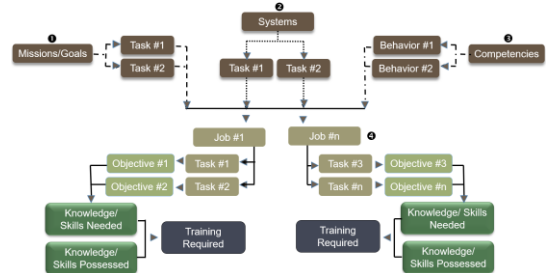 ❷
Systems
❶
❸
Missions/Goals
Task #1
Task #2
Task #1
Task #2
Behavior #1
Behavior #2
Competencies
Job #1
Job #n
❹
Objective #1
Task #1
Task #3
Objective #3
Objective #2
Task #2
Task #n
Objective #n
Knowledge/
Skills Needed
Knowledge/
Skills Possessed
Training
Required
Training
Required
Knowledge/ Skills
Needed
Knowledge/
Skills Possessed